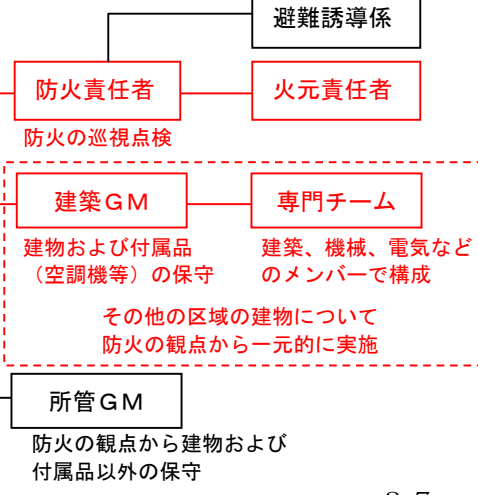 避難誘導係
防火責任者
火元責任者
防火の巡視点検
建築ＧＭ
専門チーム
建物および付属品
（空調機等）の保守
建築、機械、電気など
のメンバーで構成
その他の区域の建物について
防火の観点から一元的に実施
所管ＧＭ
防火の観点から建物および
付属品以外の保守